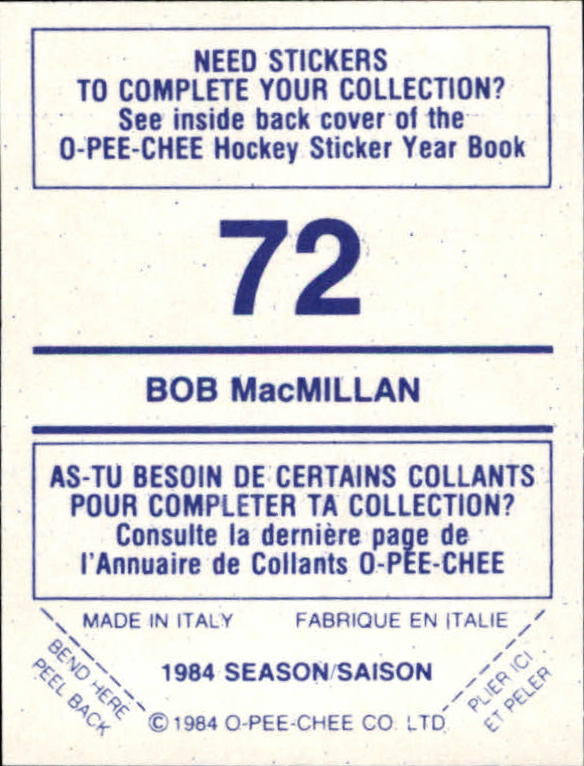 NEED STICKERS
TO COMPLETE YOUR COLLECTION?
See inside back cover of the
O-PEE-CHEE Hockey Sticker Year Book
72
BOB MacMILLAN
AS-TU BESOIN DE CERTAINS COLLANTS
POUR COMPLETER TA COLLECTION?
Consulte la dernière page de
l'Annuaire de Collants O-PEE-CHEE
MADE IN ITALY FABRIQUE EN ITALIE
BEND HERE
PEEL BACK
1984 SEASON/SAISON
PLIER ICI
ET PELER
© 1984 O-PEE-CHEE CO. LTD.